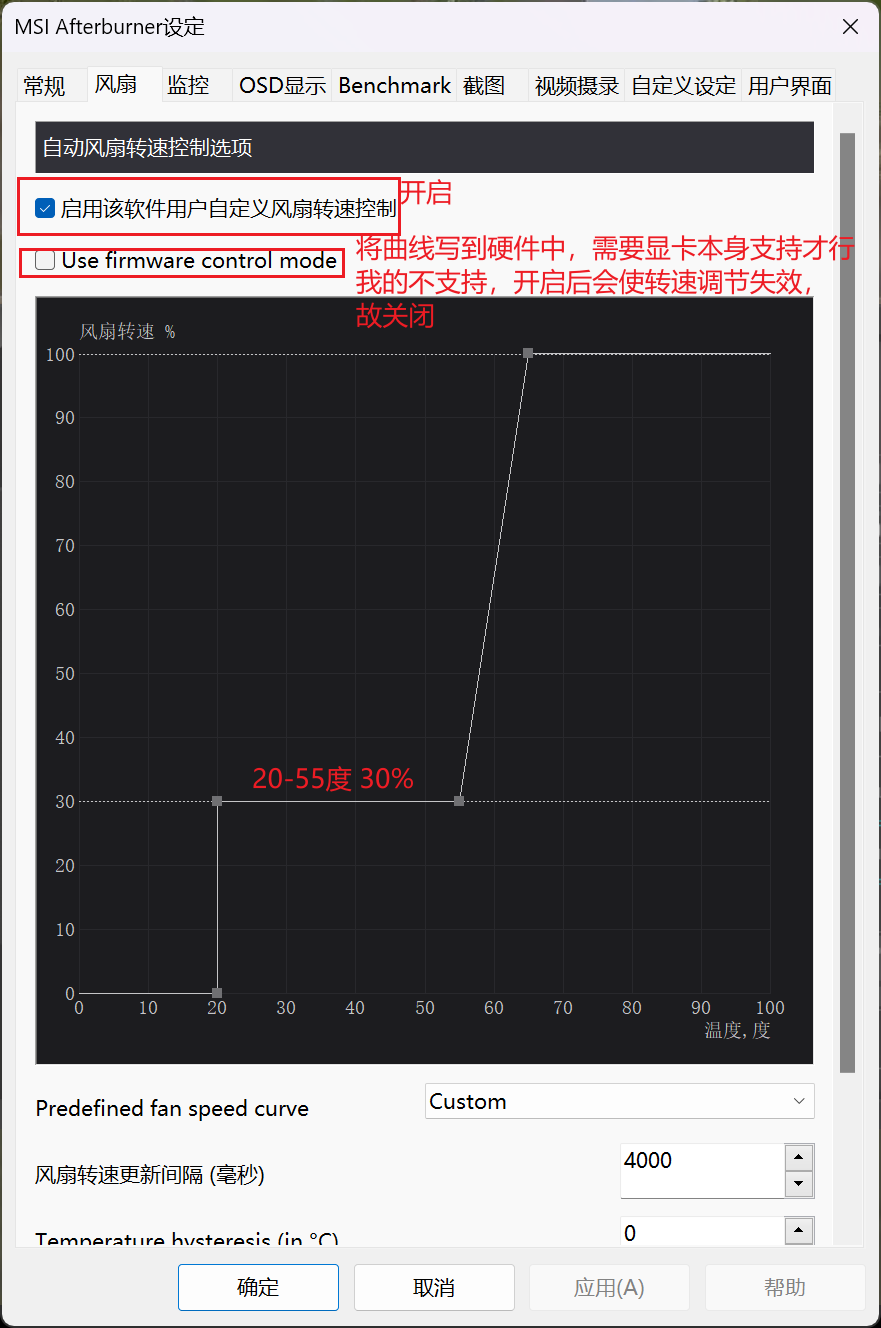 MSI Afterburner设定
常规 风扇 监控 OSD显示 Benchmark 截图 视频摄录 自定义设定 用户界面
自动风扇转速控制选项
启用该软件用户自定义风扇转速控制 开启
Use firmware control mode
将曲线写到硬件中，需要显卡本身支持才行
我的不支持，开启后会使转速调节失效，
故关闭
风扇转速 %
100
90
80
70
60
50
40
20-55度 30%
30
20
10
0
0 10 20 30 40 50 60 70 80 90 100
温度, 度
Predefined fan speed curve Custom
风扇转速更新间隔 (毫秒) 4000
Temperature hysteresis (in °C) 0
确定 取消 应用(A) 帮助